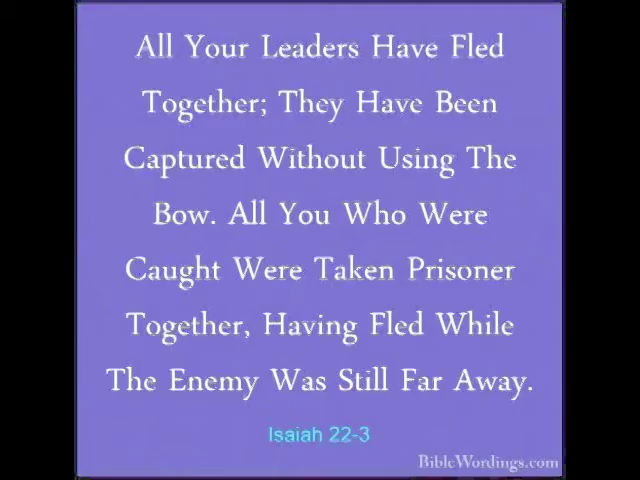 All Your Leaders Have Fled
Together; They Have Been
Captured Without Using The
Bow. All You Who Were
Caught Were Taken Prisoner
Together, Having Fled While
The Enemy Was Still Far Away.
Isaiah 22-3
BibleWordings.com